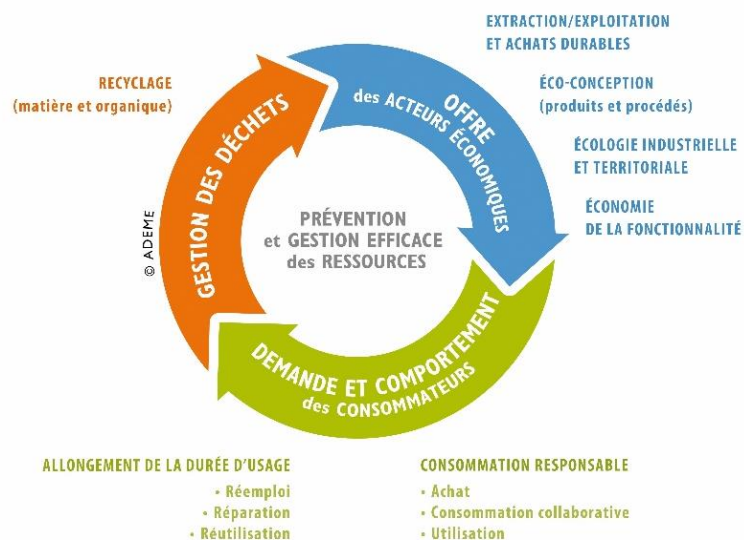 EXTRACTION/EXPLOITATION
ET ACHATS DURABLES
RECYCLAGE
(matière et organique)
ÉCO-CONCEPTION
(produits et procédés)
ÉCOLOGIE INDUSTRIELLE
ET TERRITORIALE
ÉCONOMIE
DE LA FONCTIONNALITÉ
OFFRE
des ACTEURS ÉCONOMIQUES
GESTION DES DÉCHETS
PRÉVENTION
et GESTION EFFICACE
des RESSOURCES
© ADEME
DEMANDE ET COMPORTEMENT
des CONSOMMATEURS
ALLONGEMENT DE LA DURÉE D'USAGE
• Réemploi
• Réparation
• Réutilisation
CONSOMMATION RESPONSABLE
• Achat
• Consommation collaborative
• Utilisation